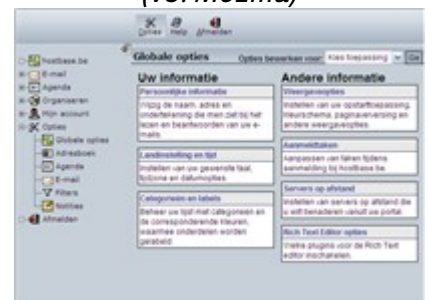 (vormoLma)
Opties Help Afmelden
Globale opties Opties bewerken voor: Kies toepassing Go
hostbase.be
E-mail
Agenda
Organiseren
Mijn account
Opties
Globale opties
Adresboek
Agenda
E-mail
Filters
Notities
Afmelden
Uw informatie
Persoonlijke informatie
Wijzig de naam, adres en
ondertekening die men ziet bij het
lezen en beantwoorden van uw e-
mails.
Landinstelling en tijd
Instellen van uw gewenste taal,
tijdzone en datumopties.
Categorieën en labels
Beheer uw lijst met categorieën en
de corresponderende kleuren,
waarmee onderdelen worden
gelabeld
Andere informatie
Weergaveopties
Instellen van uw opstarttoepassing,
kleurschema, paginaverversing en
andere weergaveopties.
Aanmeldtaken
Aanpassen van taken tijdens
aanmelding bij hostbase.be
Servers op afstand
Instellen van servers op afstand die
u wilt benaderen vanuit uw portal.
Rich Text Editor opties
Welke plugins voor de Rich Text
editor inschakelen.